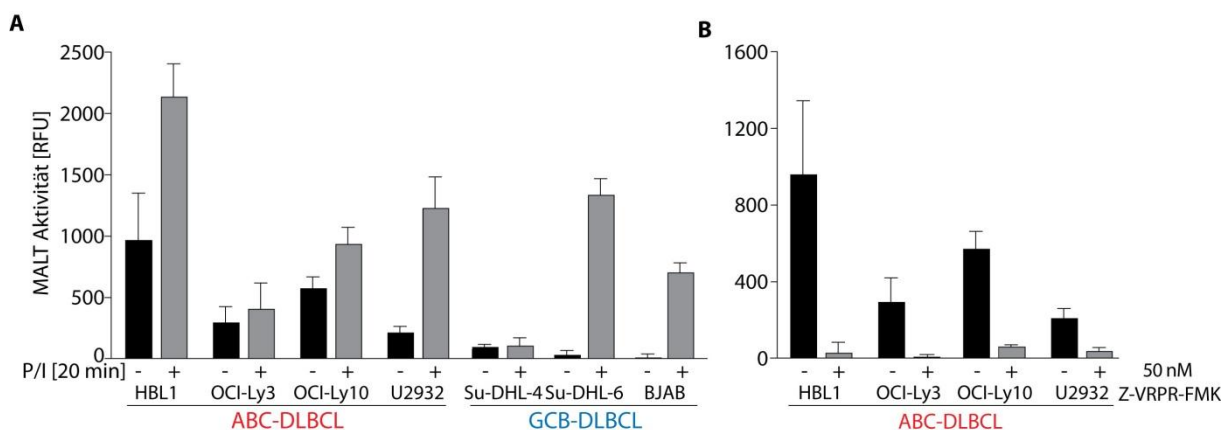 A
MALT Aktivität [RFU]
2500
2000
1500
1000
500
0
P/I [20 min] - + - + - + - + - + - + - +
HBL1 OCI-Ly3 OCI-Ly10 U2932 Su-DHL-4 Su-DHL-6 BJAB
ABC-DLBCL GCB-DLBCL
B
1600
1200
800
400
0
- + - + - + - + 50 nM
HBL1 OCI-Ly3 OCI-Ly10 U2932 Z-VRPR-FMK
ABC-DLBCL